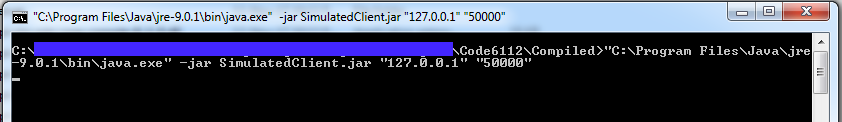 "C:\Program Files\Java\jre-9.0.1\bin\java.exe" -jar SimulatedClient.jar "127.0.0.1" "50000"
C:\ \Code6112\Compiled>"C:\Program Files\Java\jre
-9.0.1\bin\java.exe" -jar SimulatedClient.jar "127.0.0.1" "50000"